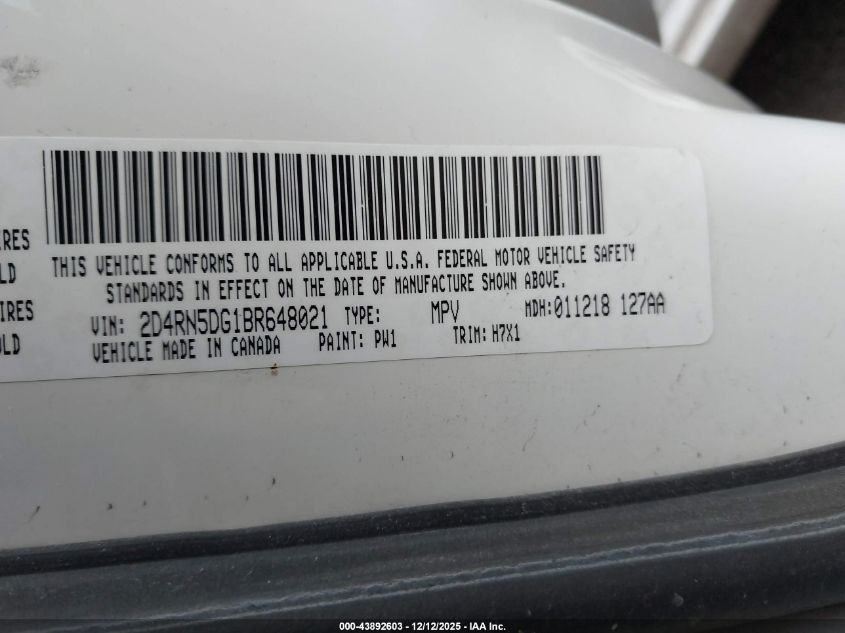 IRES
LD
IRES
OLD
THIS VEHICLE CONFORMS TO ALL APPLICABLE U.S.A. FEDERAL MOTOR VEHICLE SAFETY
STANDARDS IN EFFECT ON THE DATE OF MANUFACTURE SHOWN ABOVE.
VIN: 2D4RN5DG1BR648021 TYPE: MPV MDH:011218 127AA
VEHICLE MADE IN CANADA PAINT: PW1 TRIM: H7X1
000-43892603 - 12/12/2025 - IAA Inc.